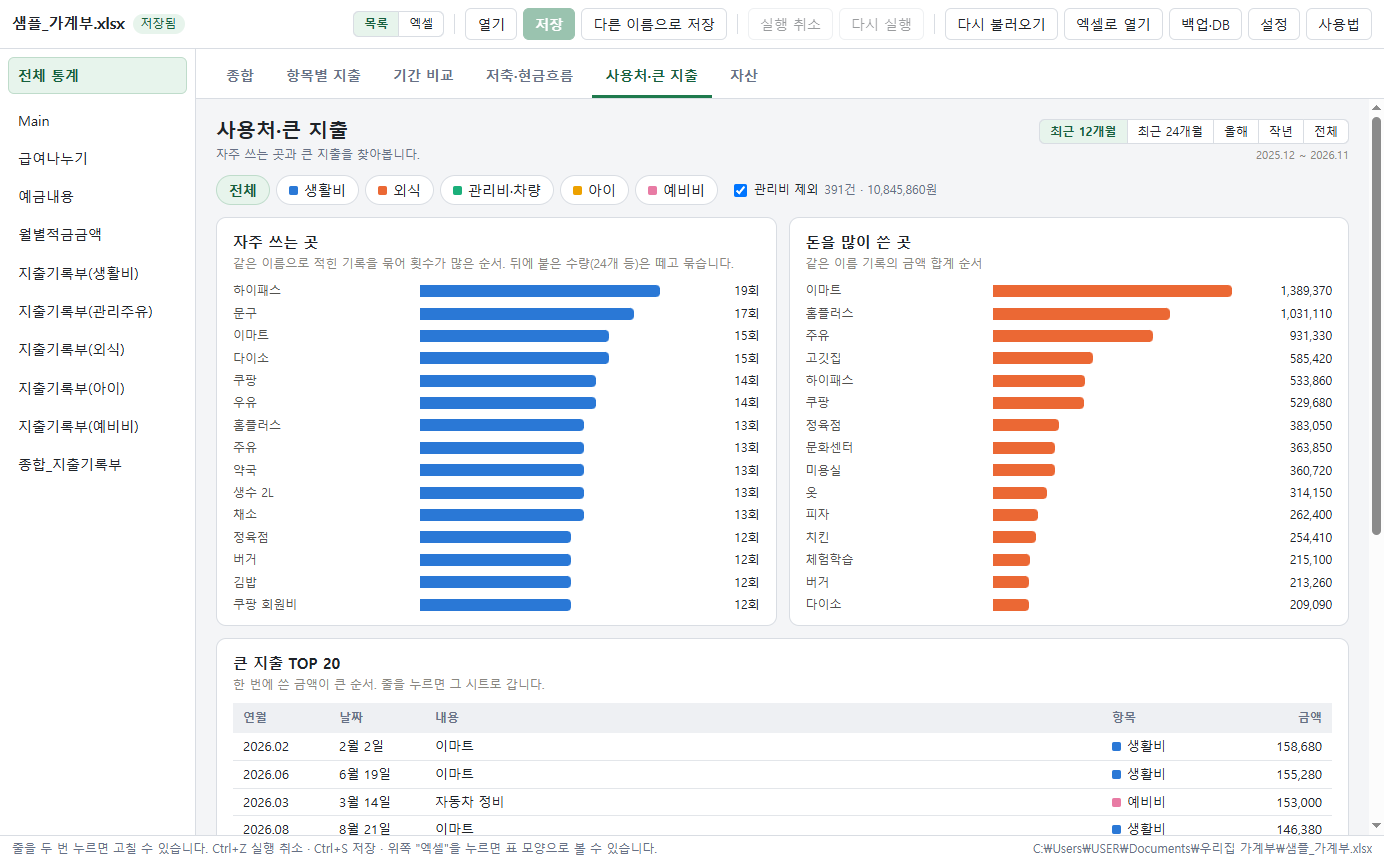 샘플_가계부.xlsx 저장됨 목록 엑셀 열기 저장 다른 이름으로 저장 실행 취소 다시 실행 다시 불러오기 엑셀로 열기 백업·DB 설정 사용법
전체 통계
Main
급여나누기
예금내용
월별적금금액
지출기록부(생활비)
지출기록부(관리주유)
지출기록부(외식)
지출기록부(아이)
지출기록부(예비비)
종합_지출기록부
종합 항목별 지출 기간 비교 저축·현금흐름 사용처·큰 지출 자산
사용처·큰 지출
자주 쓰는 곳과 큰 지출을 찾아봅니다.
최근 12개월 최근 24개월 올해 작년 전체
2025.12 ~ 2026.11
전체 생활비 외식 관리비·차량 아이 예비비 관리비 제외 391건 · 10,845,860원
자주 쓰는 곳
같은 이름으로 적힌 기록을 묶어 횟수가 많은 순서. 뒤에 붙은 수량(24개 등)은 떼고 묶습니다.
하이패스 19회
문구 17회
이마트 15회
다이소 15회
쿠팡 14회
우유 14회
홈플러스 13회
주유 13회
약국 13회
생수 2L 13회
채소 13회
정육점 12회
버거 12회
김밥 12회
쿠팡 회원비 12회
돈을 많이 쓴 곳
같은 이름 기록의 금액 합계 순서
이마트 1,389,370
홈플러스 1,031,110
주유 931,330
고깃집 585,420
하이패스 533,860
쿠팡 529,680
정육점 383,050
문화센터 363,850
미용실 360,720
옷 314,150
피자 262,400
치킨 254,410
체험학습 215,100
버거 213,260
다이소 209,090
큰 지출 TOP 20
한 번에 쓴 금액이 큰 순서. 줄을 누르면 그 시트로 갑니다.
연월 날짜 내용 항목 금액
2026.02 2월 2일 이마트 생활비 158,680
2026.06 6월 19일 이마트 생활비 155,280
2026.03 3월 14일 자동차 정비 예비비 153,000
2026.08 8월 21일 이마트 생활비 146,380
줄을 두 번 누르면 고칠 수 있습니다. Ctrl+Z 실행 취소 · Ctrl+S 저장 · 위쪽 "엑셀"을 누르면 표 모양으로 볼 수 있습니다.
C:₩Users₩USER₩Documents₩우리집 가계부₩샘플_가계부.xlsx